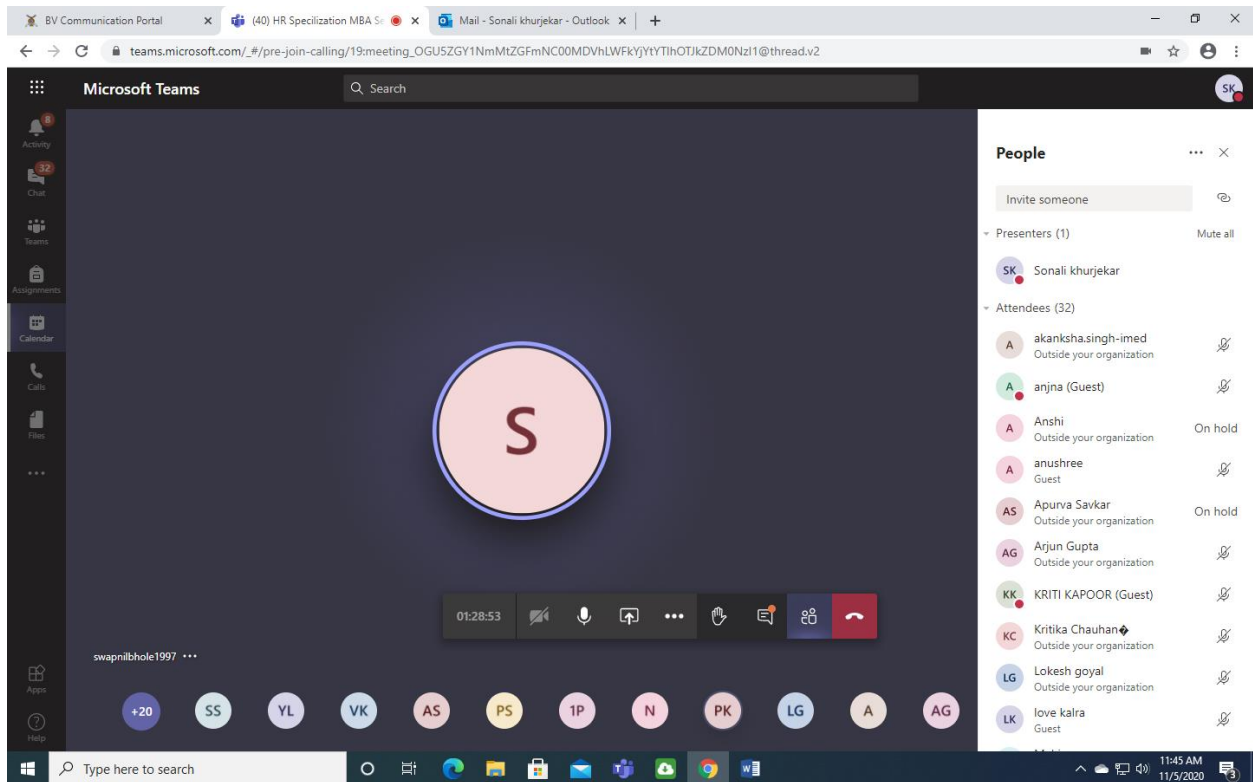 BV Communication Portal
(40) HR Specilization MBA Se
Mail - Sonali khurjekar - Outlook
teams.microsoft.com/_#/pre-join-calling/19:meeting_OGU5ZGY1NmMtZGFmNC00MDVhLWFkYjYtYTlhOTJkZDM0NzI1@thread.v2
Microsoft Teams
Search
SK
8
Activity
32
Chat
Teams
Assignments
Calendar
Calls
Files
Apps
Help
S
01:28:53
swapnilbhole1997
+20
SS
YL
VK
AS
PS
1P
N
PK
LG
A
AG
People
Invite someone
Presenters (1)
Mute all
SK
Sonali khurjekar
Attendees (32)
A
akanksha.singh-imed
Outside your organization
A
anjna (Guest)
A
Anshi
Outside your organization
On hold
A
anushree
Guest
AS
Apurva Savkar
Outside your organization
On hold
AG
Arjun Gupta
Outside your organization
KK
KRITI KAPOOR (Guest)
KC
Kritika Chauhan�
Outside your organization
LG
Lokesh goyal
Outside your organization
LK
love kalra
Guest
Type here to search
11:45 AM
11/5/2020
3